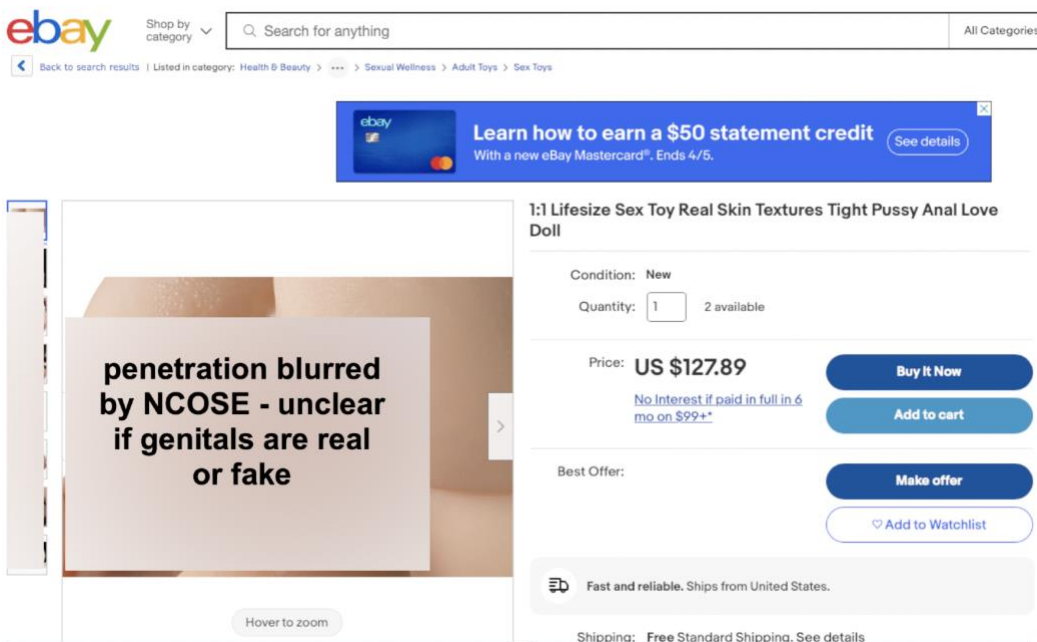 ebay
Shop by
category
Search for anything
All Categories
Back to search results | Listed in category: Health & Beauty > ... > Sexual Wellness > Adult Toys > Sex Toys
ebay
Learn how to earn a $50 statement credit
With a new eBay Mastercard®. Ends 4/5.
See details
1:1 Lifesize Sex Toy Real Skin Textures Tight Pussy Anal Love
Doll
Condition: New
Quantity: 1 2 available
penetration blurred
by NCOSE - unclear
if genitals are real
or fake
Price: US $127.89
Buy It Now
No Interest if paid in full in 6
mo on $99+*
Add to cart
Best Offer:
Make offer
Add to Watchlist
Fast and reliable. Ships from United States.
Hover to zoom
Shipping: Free Standard Shipping. See details